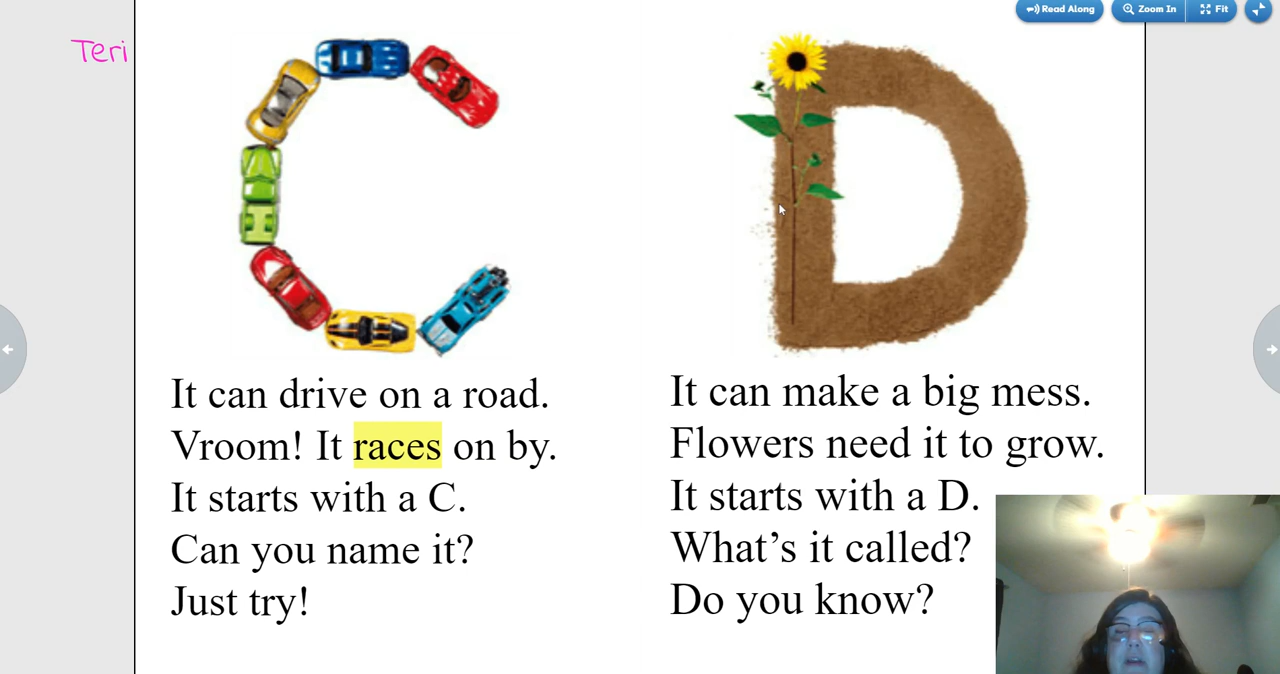 Read Along
Zoom In
Fit
Teri
It can drive on a road.
Vroom! It races on by.
It starts with a C.
Can you name it?
Just try!
It can make a big mess.
Flowers need it to grow.
It starts with a D.
What's it called?
Do you know?